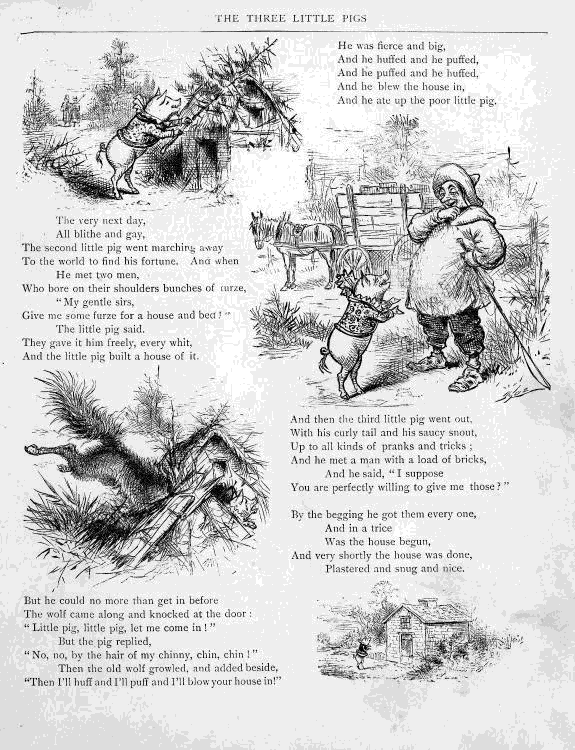 THE THREE LITTLE PIGS
The very next day,
All blithe and gay,
The second little pig went marching away
To the world to find his fortune. And when
He met two men,
Who bore on their shoulders bunches of furze,
"My gentle sirs,
Give me some furze for a house and bed!"
The little pig said.
They gave it him freely, every whit,
And the little pig built a house of it.
But he could no more than get in before
The wolf came along and knocked at the door:
"Little pig, little pig, let me come in!"
But the pig replied,
"No, no, by the hair of my chinny, chin, chin!"
Then the old wolf growled, and added beside,
"Then I'll huff and I'll puff and I'll blow your house in!"
He was fierce and big,
And he huffed and he puffed,
And he puffed and he huffed,
And he blew the house in,
And he ate up the poor little pig.
And then the third little pig went out,
With his curly tail and his saucy snout,
Up to all kinds of pranks and tricks;
And he met a man with a load of bricks,
And he said, "I suppose
You are perfectly willing to give me those?"
By the begging he got them every one,
And in a trice
Was the house begun,
And very shortly the house was done,
Plastered and snug and nice.